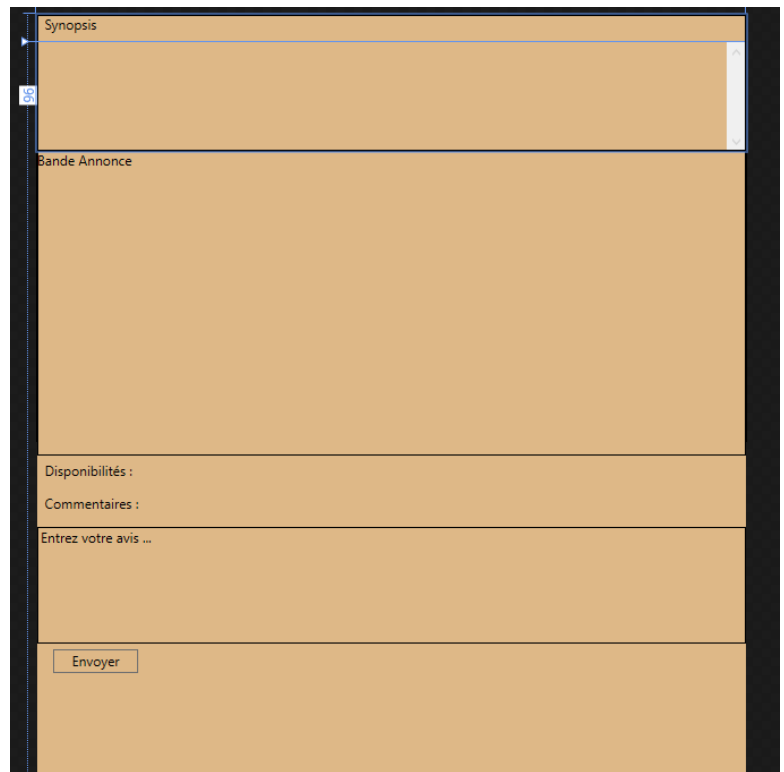 Synopsis
96
Bande Annonce
Disponibilités :
Commentaires :
Entrez votre avis ...
Envoyer